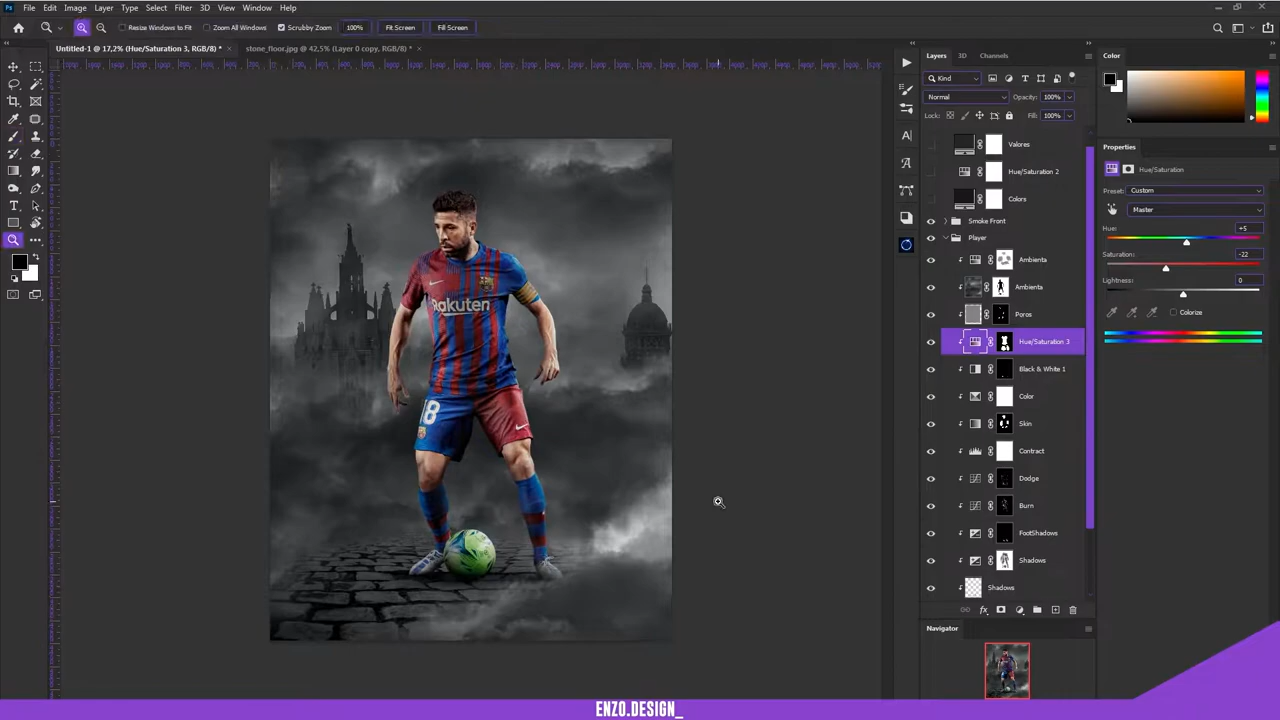 File Edit Image Layer Type Select Filter 3D View Window Help
Resize Windows to Fit Zoom All Windows Scrubby Zoom 100% Fit Screen Fill Screen
Untitled-1 @ 17,2% (Hue/Saturation 3, RGB/8) * × stone_floor.jpg @ 42,5% (Layer 0 copy, RGB/8) * ×
Layers 3D Channels
Kind
Normal Opacity: 100%
Lock: Fill: 100%
Valores
Hue/Saturation 2
Colors
Smoke Front
Player
Ambienta
Ambienta
Poros
Hue/Saturation 3
Black & White 1
Color
Skin
Contract
Dodge
Burn
FootShadows
Shadows
Shadows
Navigator
Color
Properties
Hue/Saturation
Preset: Custom
Master
Hue: +5
Saturation: -22
Lightness: 0
Colorize
Rakuten
18
ENZO.DESIGN_